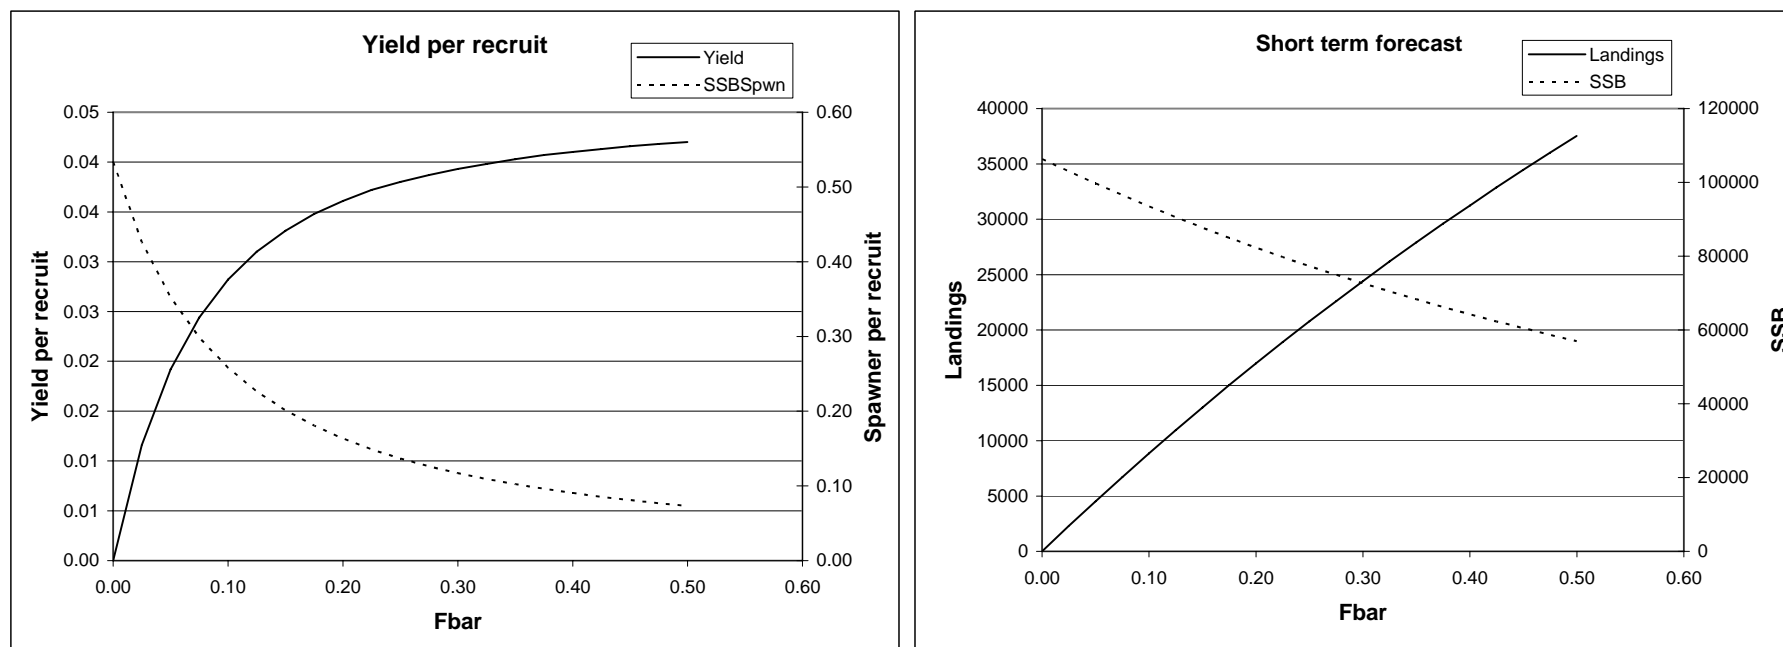 Yield per recruit
Yield
SSBSpwn
0.05
0.04
0.04
0.03
0.03
0.02
0.02
0.01
0.01
0.00
0.60
0.50
0.40
0.30
0.20
0.10
0.00
0.00 0.10 0.20 0.30 0.40 0.50 0.60
Yield per recruit
Spawner per recruit
Fbar
Short term forecast
Landings
SSB
40000
35000
30000
25000
20000
15000
10000
5000
0
120000
100000
80000
60000
40000
20000
0
0.00 0.10 0.20 0.30 0.40 0.50 0.60
Landings
SSB
Fbar